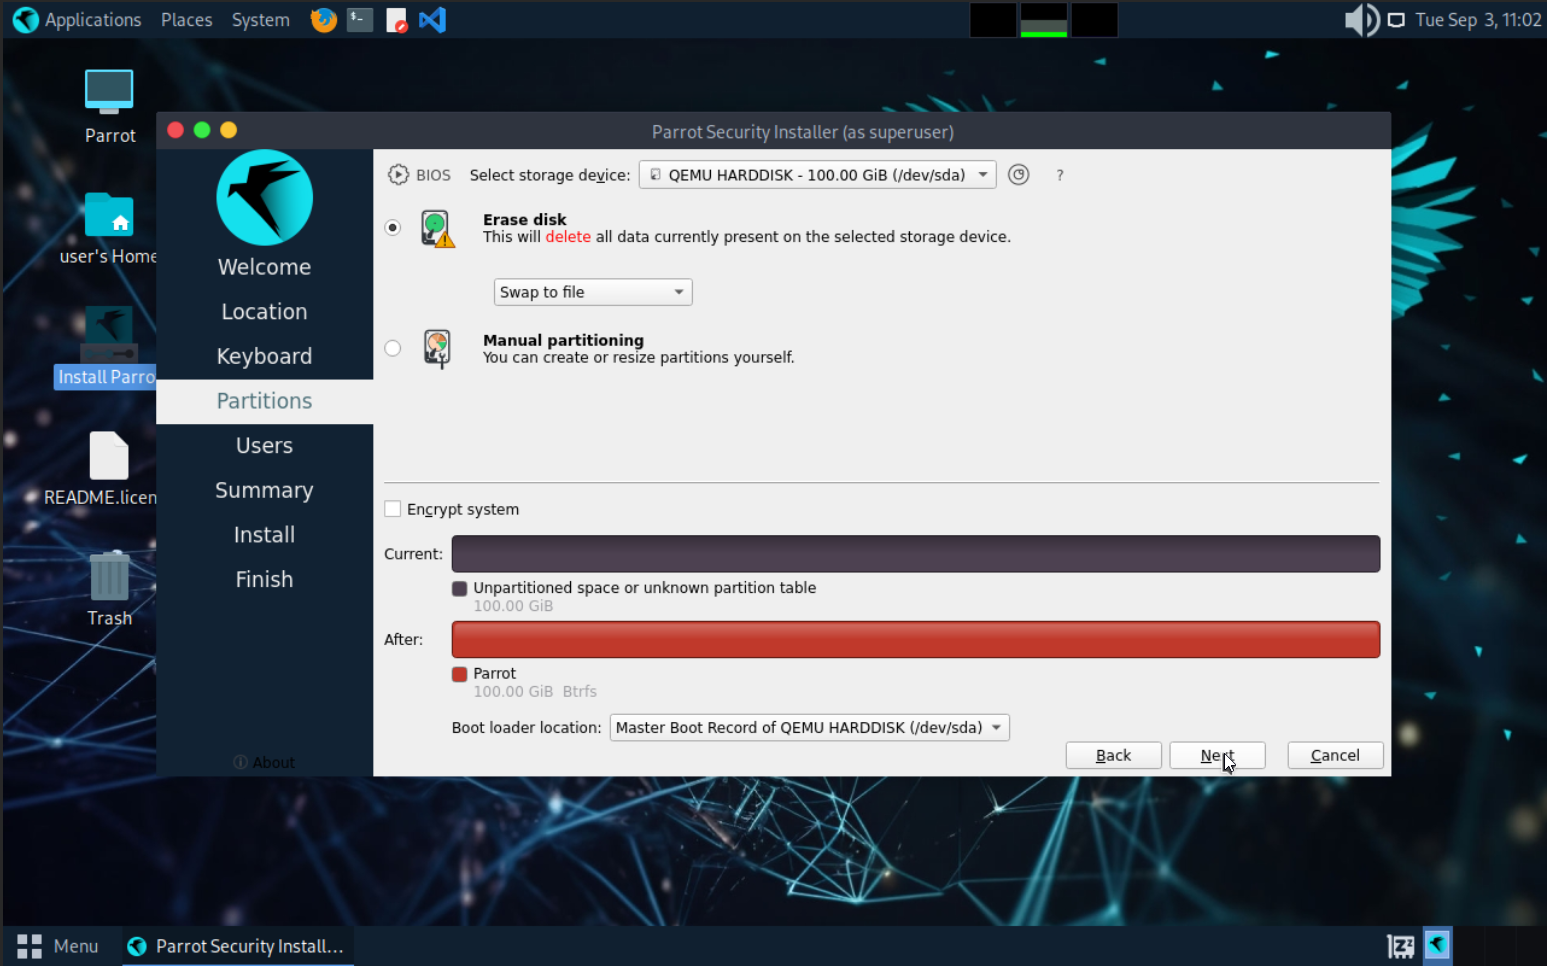 Applications Places System
Tue Sep 3, 11:02
Parrot
user's Home
Install Parro
README.licen
Trash
Parrot Security Installer (as superuser)
Welcome
Location
Keyboard
Partitions
Users
Summary
Install
Finish
About
BIOS Select storage device: QEMU HARDDISK - 100.00 GiB (/dev/sda) ?
Erase disk
This will delete all data currently present on the selected storage device.
Swap to file
Manual partitioning
You can create or resize partitions yourself.
Encrypt system
Current:
Unpartitioned space or unknown partition table
100.00 GiB
After:
Parrot
100.00 GiB Btrfs
Boot loader location: Master Boot Record of QEMU HARDDISK (/dev/sda)
Back Next Cancel
Menu Parrot Security Install...